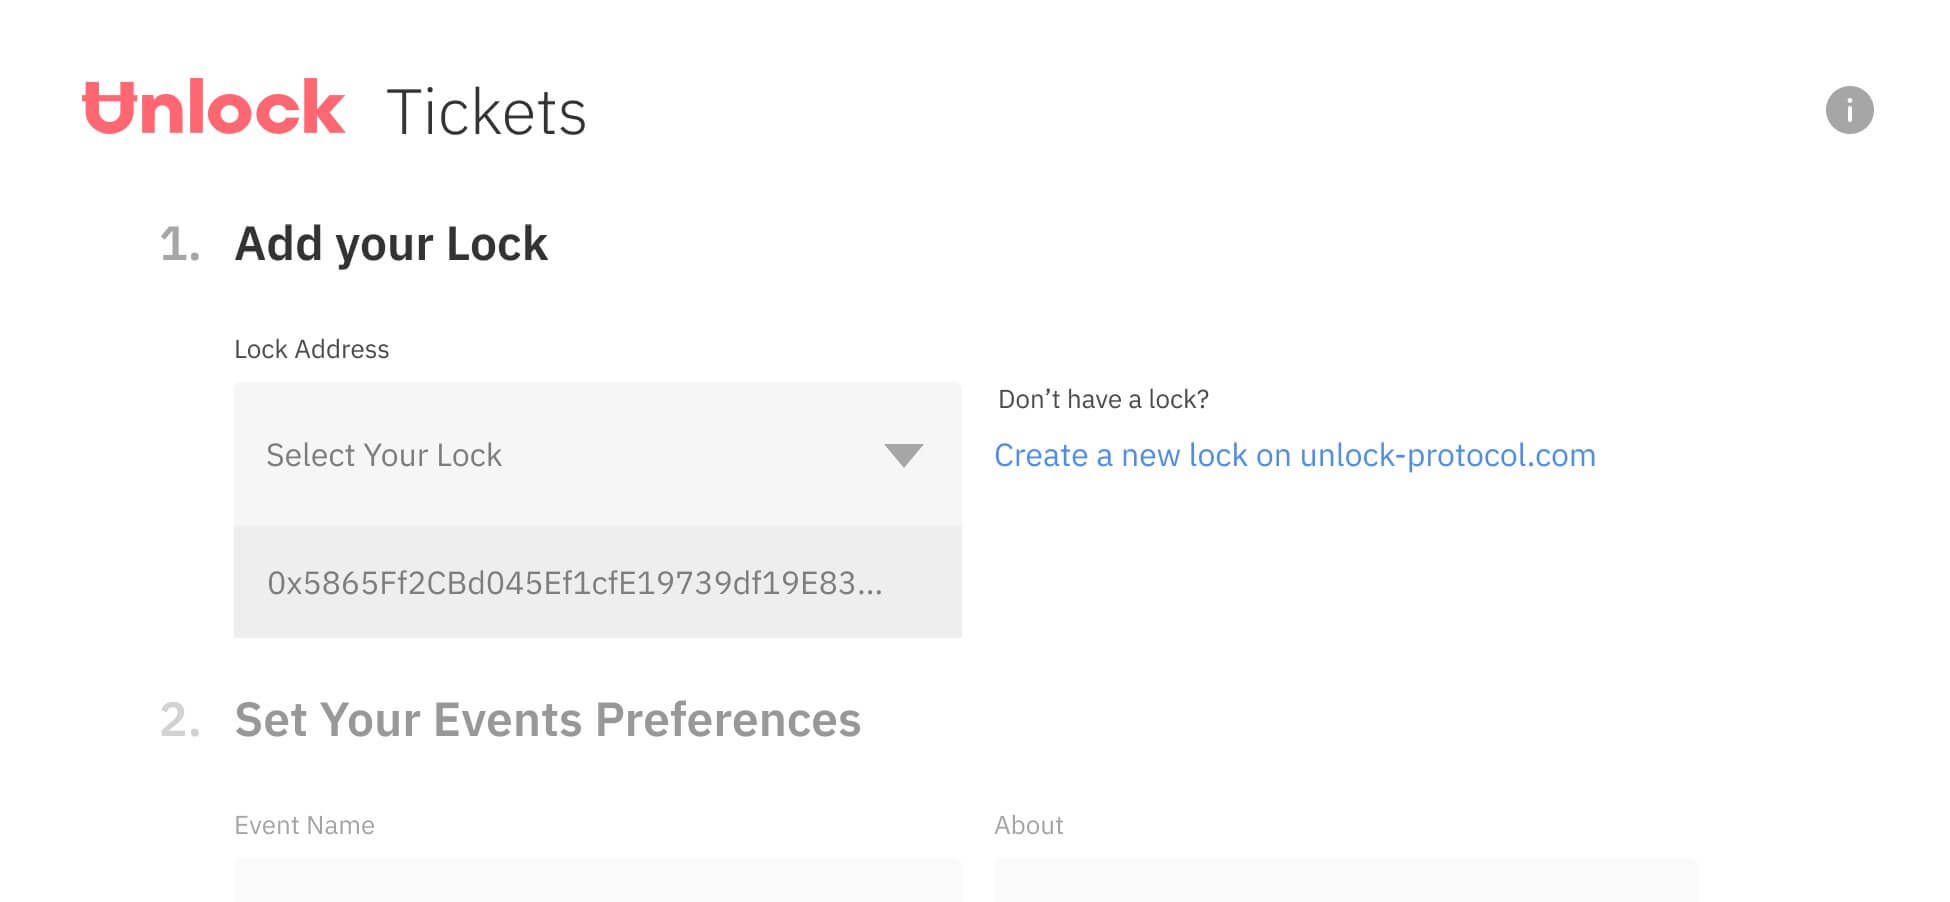 Unlock Tickets
i
1. Add your Lock
Lock Address
Select Your Lock
Don’t have a lock?
Create a new lock on unlock-protocol.com
0x5865Ff2CBd045Ef1cfE19739df19E83...
2. Set Your Events Preferences
Event Name
About